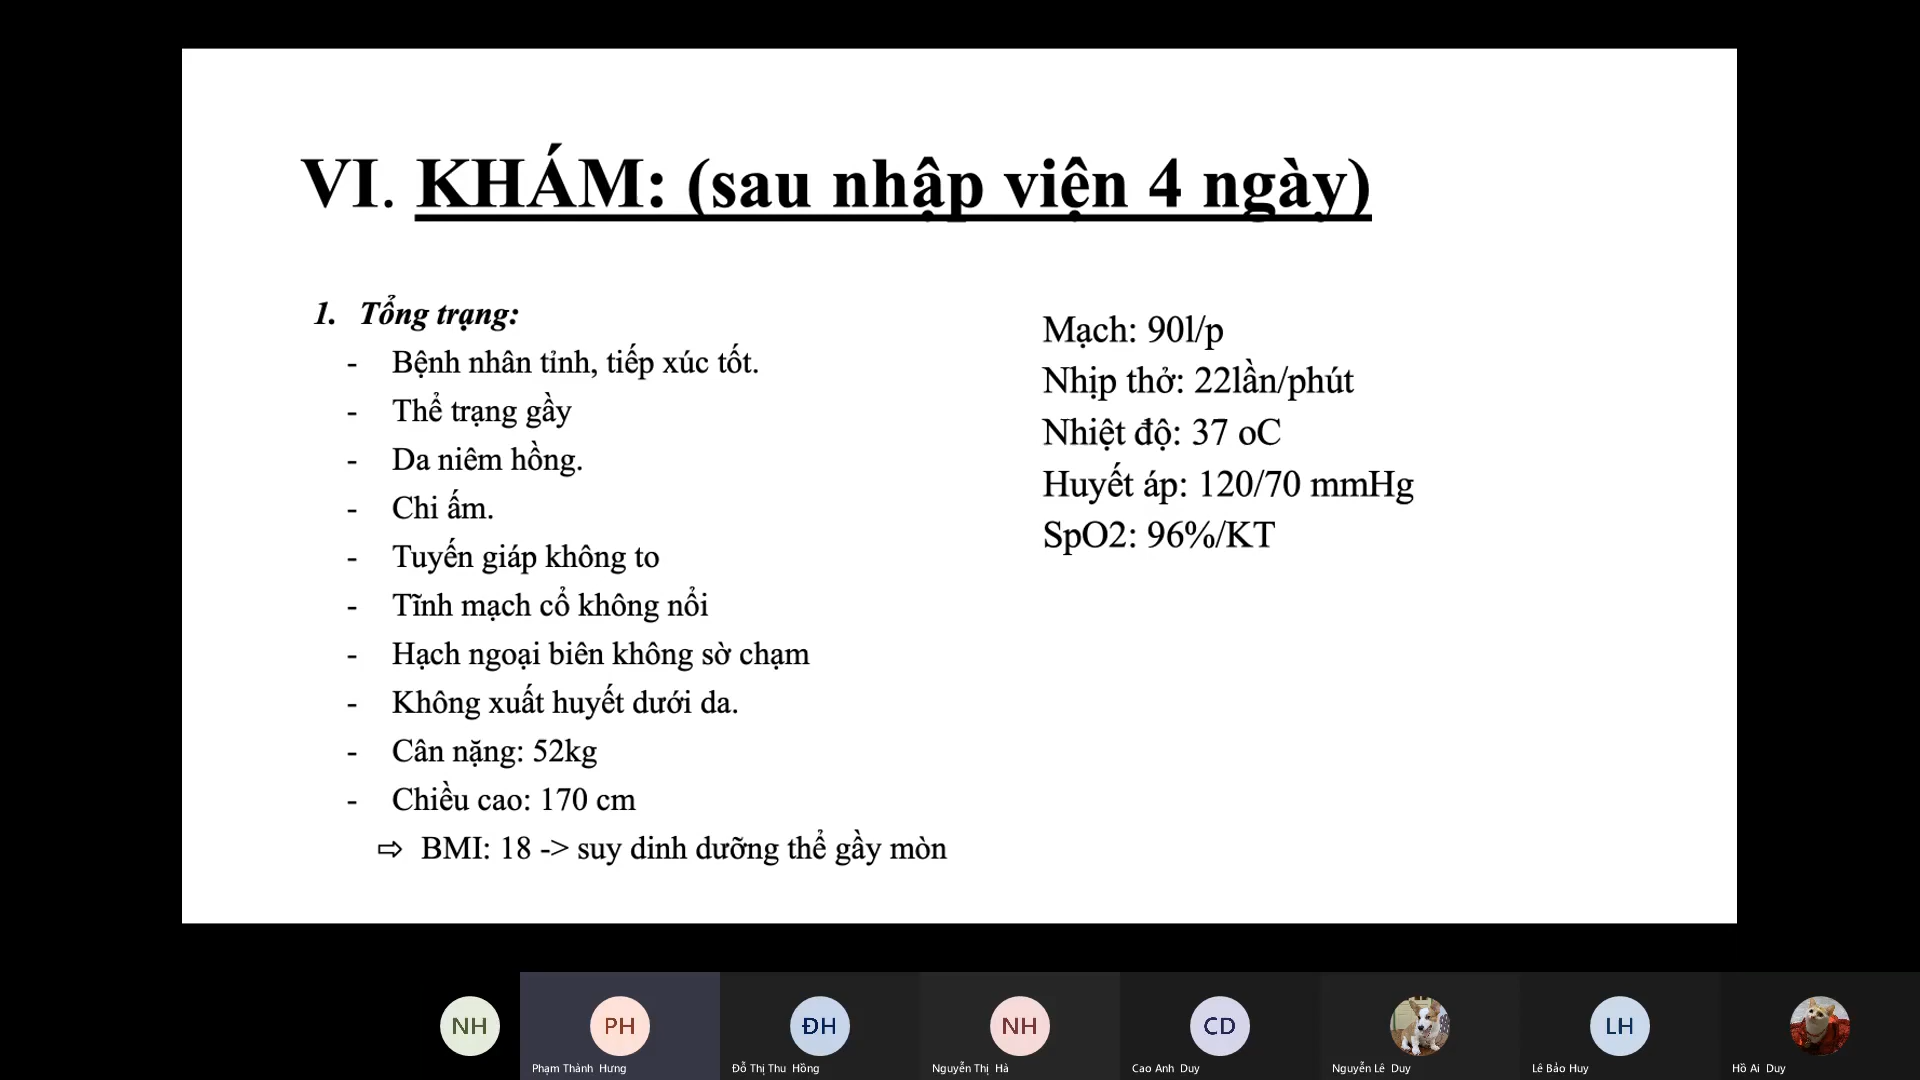 VI. KHÁM: (sau nhập viện 4 ngày)
1. Tổng trạng:
- Bệnh nhân tỉnh, tiếp xúc tốt.
- Thể trạng gầy
- Da niêm hồng.
- Chi ấm.
- Tuyến giáp không to
- Tĩnh mạch cổ không nổi
- Hạch ngoại biên không sờ chạm
- Không xuất huyết dưới da.
- Cân nặng: 52kg
- Chiều cao: 170 cm
⇨ BMI: 18 -> suy dinh dưỡng thể gầy mòn
Mạch: 90l/p
Nhịp thở: 22lần/phút
Nhiệt độ: 37 oC
Huyết áp: 120/70 mmHg
SpO2: 96%/KT
NH
PH
ĐH
NH
CD
LH
Phạm Thành Hưng
Đỗ Thị Thu Hồng
Nguyễn Thị Hà
Cao Anh Duy
Nguyễn Lê Duy
Lê Bảo Huy
Hồ Ai Duy